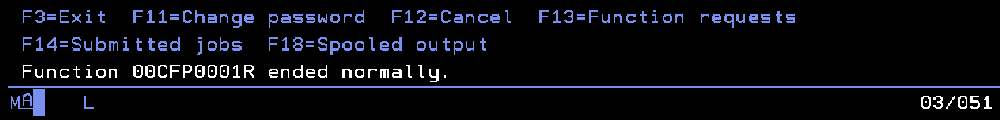 F3=Exit  F11=Change password  F12=Cancel  F13=Function requests
F14=Submitted jobs  F18=Spooled output
Function 00CFP0001R ended normally.
MA    L    03/051